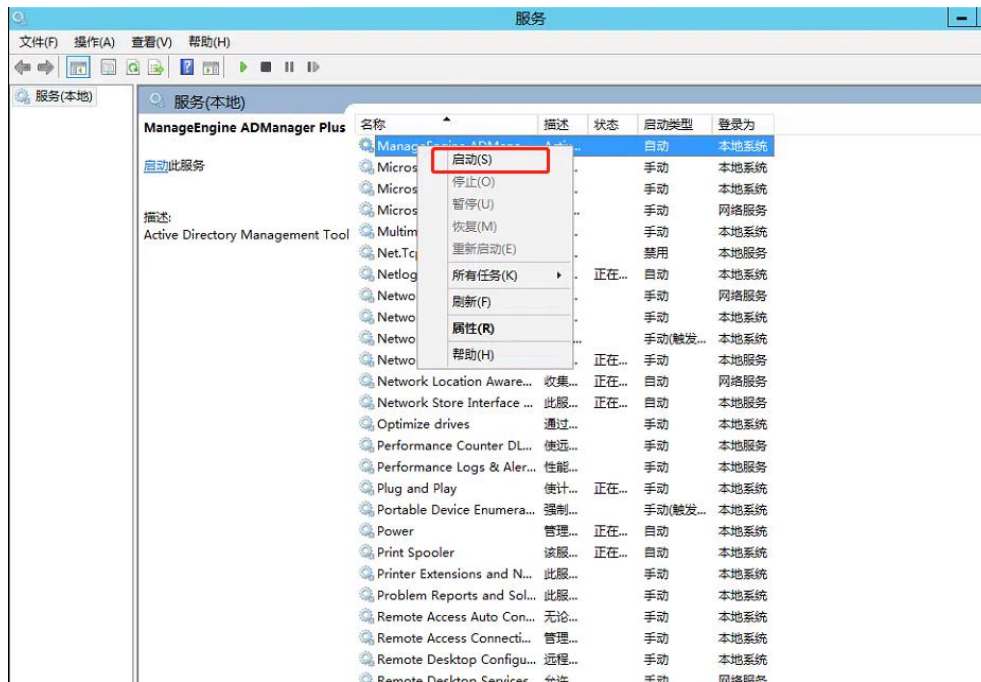 服务
文件(F) 操作(A) 查看(V) 帮助(H)
服务(本地)
服务(本地)
ManageEngine ADManager Plus
启动此服务
描述:
Active Directory Management Tool
名称 描述 状态 启动类型 登录为
自动 本地系统
Micros 手动 本地系统
Micros 手动 本地系统
Micros 手动 网络服务
Multim 手动 本地系统
Net.Tc 禁用 本地服务
Netlog 正在... 自动 本地系统
Netwo 手动 网络服务
Netwo 手动 本地系统
Netwo 手动(触发... 本地系统
Netwo 正在... 手动 本地服务
启动(S)
停止(O)
暂停(U)
恢复(M)
重新启动(E)
所有任务(K)
刷新(F)
属性(R)
帮助(H)
Network Location Aware... 收集... 正在... 自动 网络服务
Network Store Interface ... 此服... 正在... 自动 本地服务
Optimize drives 通过... 手动 本地系统
Performance Counter DL... 使远... 手动 本地服务
Performance Logs & Aler... 性能... 手动 本地服务
Plug and Play 使计... 正在... 手动 本地系统
Portable Device Enumera... 强制... 手动(触发... 本地系统
Power 管理... 正在... 自动 本地系统
Print Spooler 该服... 正在... 自动 本地系统
Printer Extensions and N... 此服... 手动 本地系统
Problem Reports and Sol... 此服... 手动 本地系统
Remote Access Auto Con... 无论... 手动 本地系统
Remote Access Connecti... 管理... 手动 本地系统
Remote Desktop Configu... 远程... 手动 本地系统
Remote Desktop Services 允许... 手动 网络服务